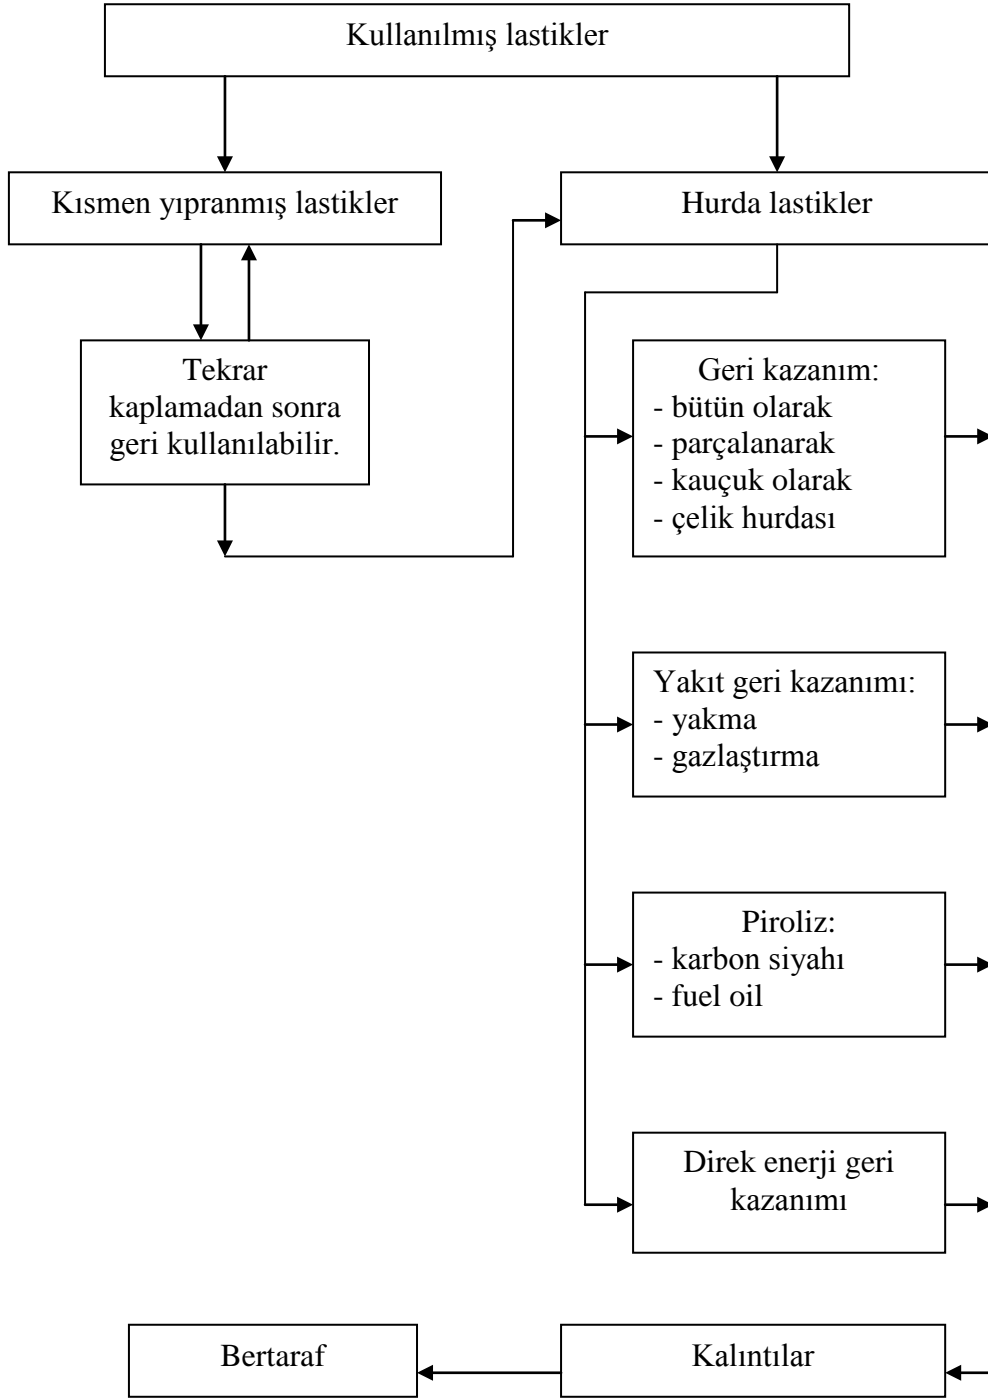 Kullanılmış lastikler
Kısmen yıpranmış lastikler
Hurda lastikler
Tekrar
kaplamadan sonra
geri kullanılabilir.
Geri kazanım:
- bütün olarak
- parçalanarak
- kauçuk olarak
- çelik hurdası
Yakıt geri kazanımı:
- yakma
- gazlaştırma
Piroliz:
- karbon siyahı
- fuel oil
Direk enerji geri
kazanımı
Bertaraf
Kalıntılar